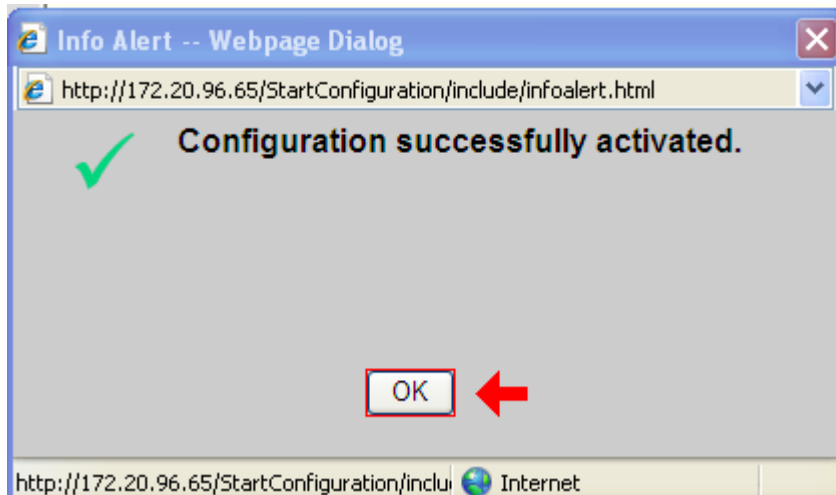 Info Alert -- Webpage Dialog
http://172.20.96.65/StartConfiguration/include/infoalert.html
Configuration successfully activated.
OK
http://172.20.96.65/StartConfiguration/inclu Internet